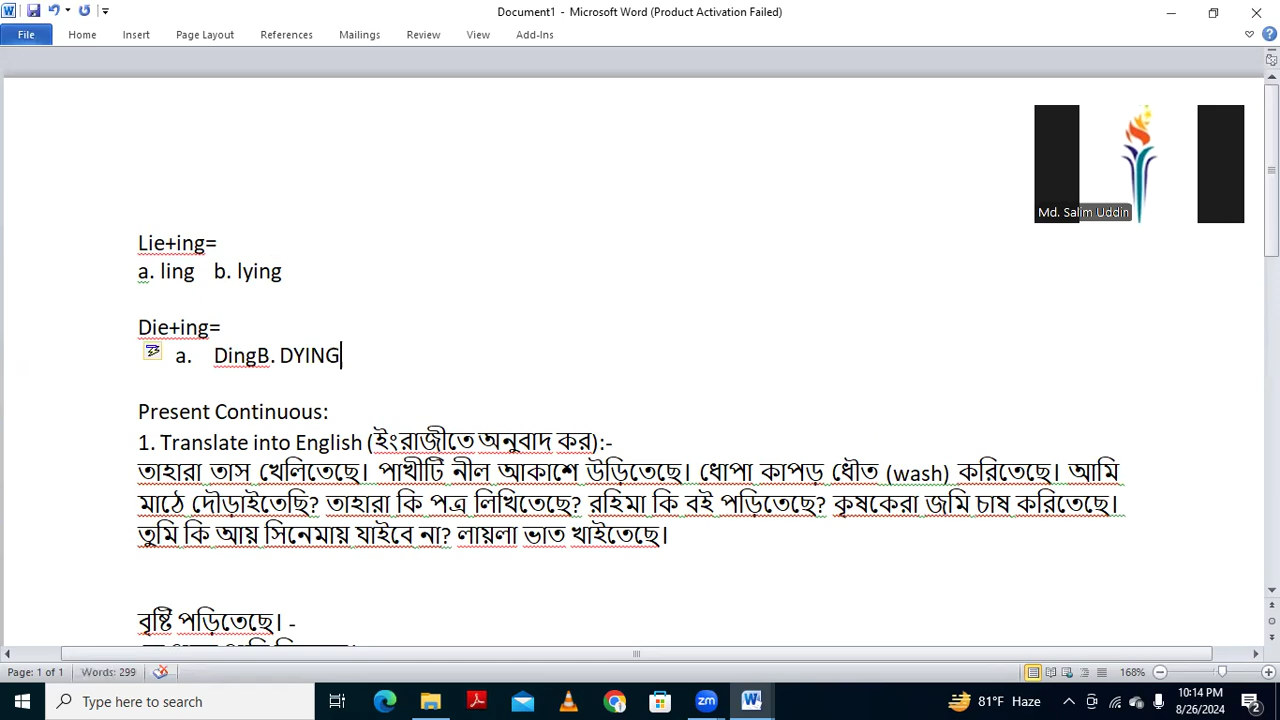 Document1 - Microsoft Word (Product Activation Failed)
File Home Insert Page Layout References Mailings Review View Add-Ins
Md. Salim Uddin
Lie+ing=
a. ling b. lying
Die+ing=
a. DingB. DYING
Present Continuous:
1. Translate into English (ইংরাজীতে অনুবাদ কর):-
তাহারা তাস খেলিতেছে। পাখীটি নীল আকাশে উড়িতেছে। ধোপা কাপড় ধৌত (wash) করিতেছে। আমি
মাঠে দৌড়াইতেছি? তাহারা কি পত্র লিখিতেছে? রহিমা কি বই পড়িতেছে? কৃষকেরা জমি চাষ করিতেছে।
তুমি কি আয় সিনেমায় যাইবে না? লায়লা ভাত খাইতেছে।
বৃষ্টি পড়িতেছে। -
Page: 1 of 1 Words: 299 168%
Type here to search
zm
81°F Haze
10:14 PM
8/26/2024
2